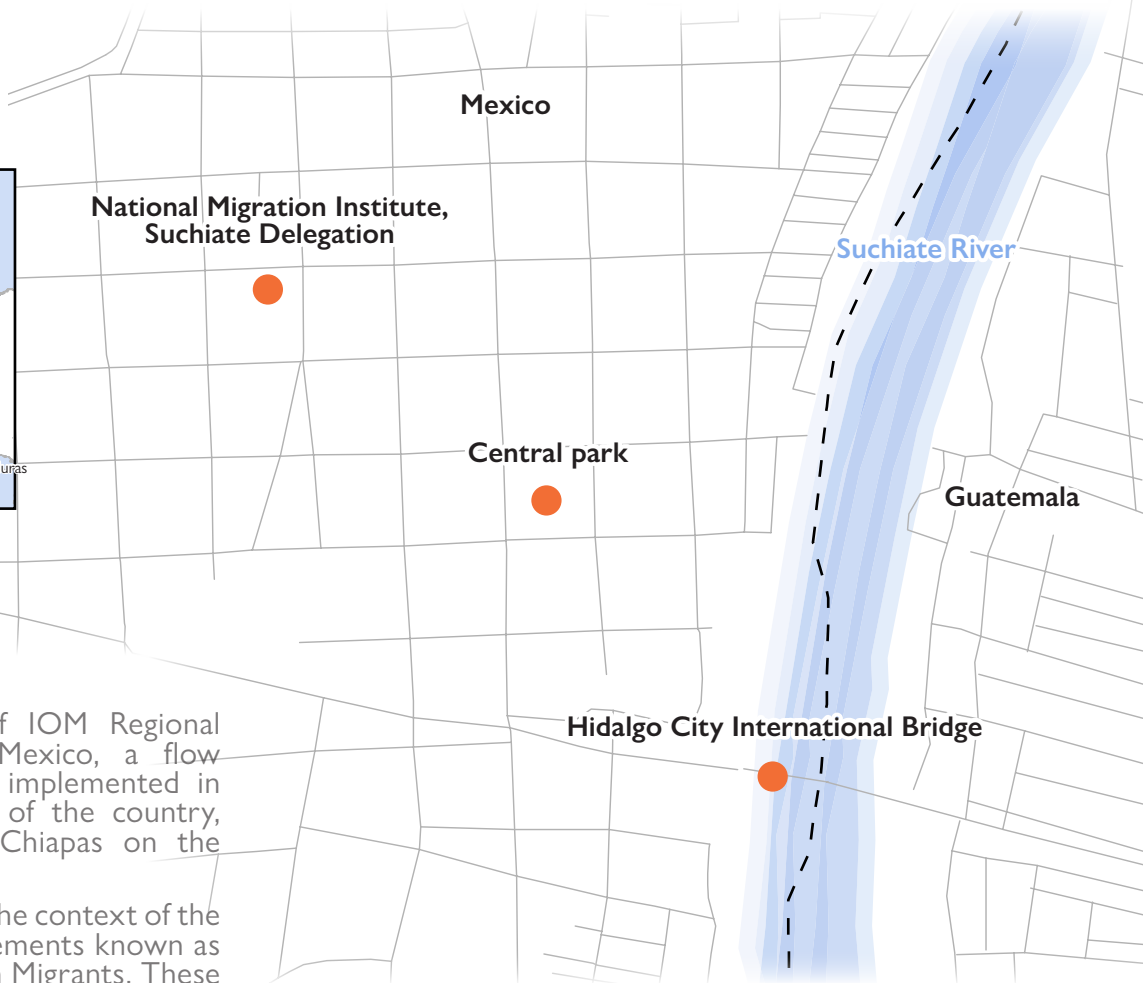 Mexico
National Migration Institute,
Suchiate Delegation
Suchiate River
uras
Central park
Guatemala
Hidalgo City International Bridge
f IOM Regional
Mexico, a flow
implemented in
of the country,
Chiapas on the
he context of the
ements known as
Migrants. These